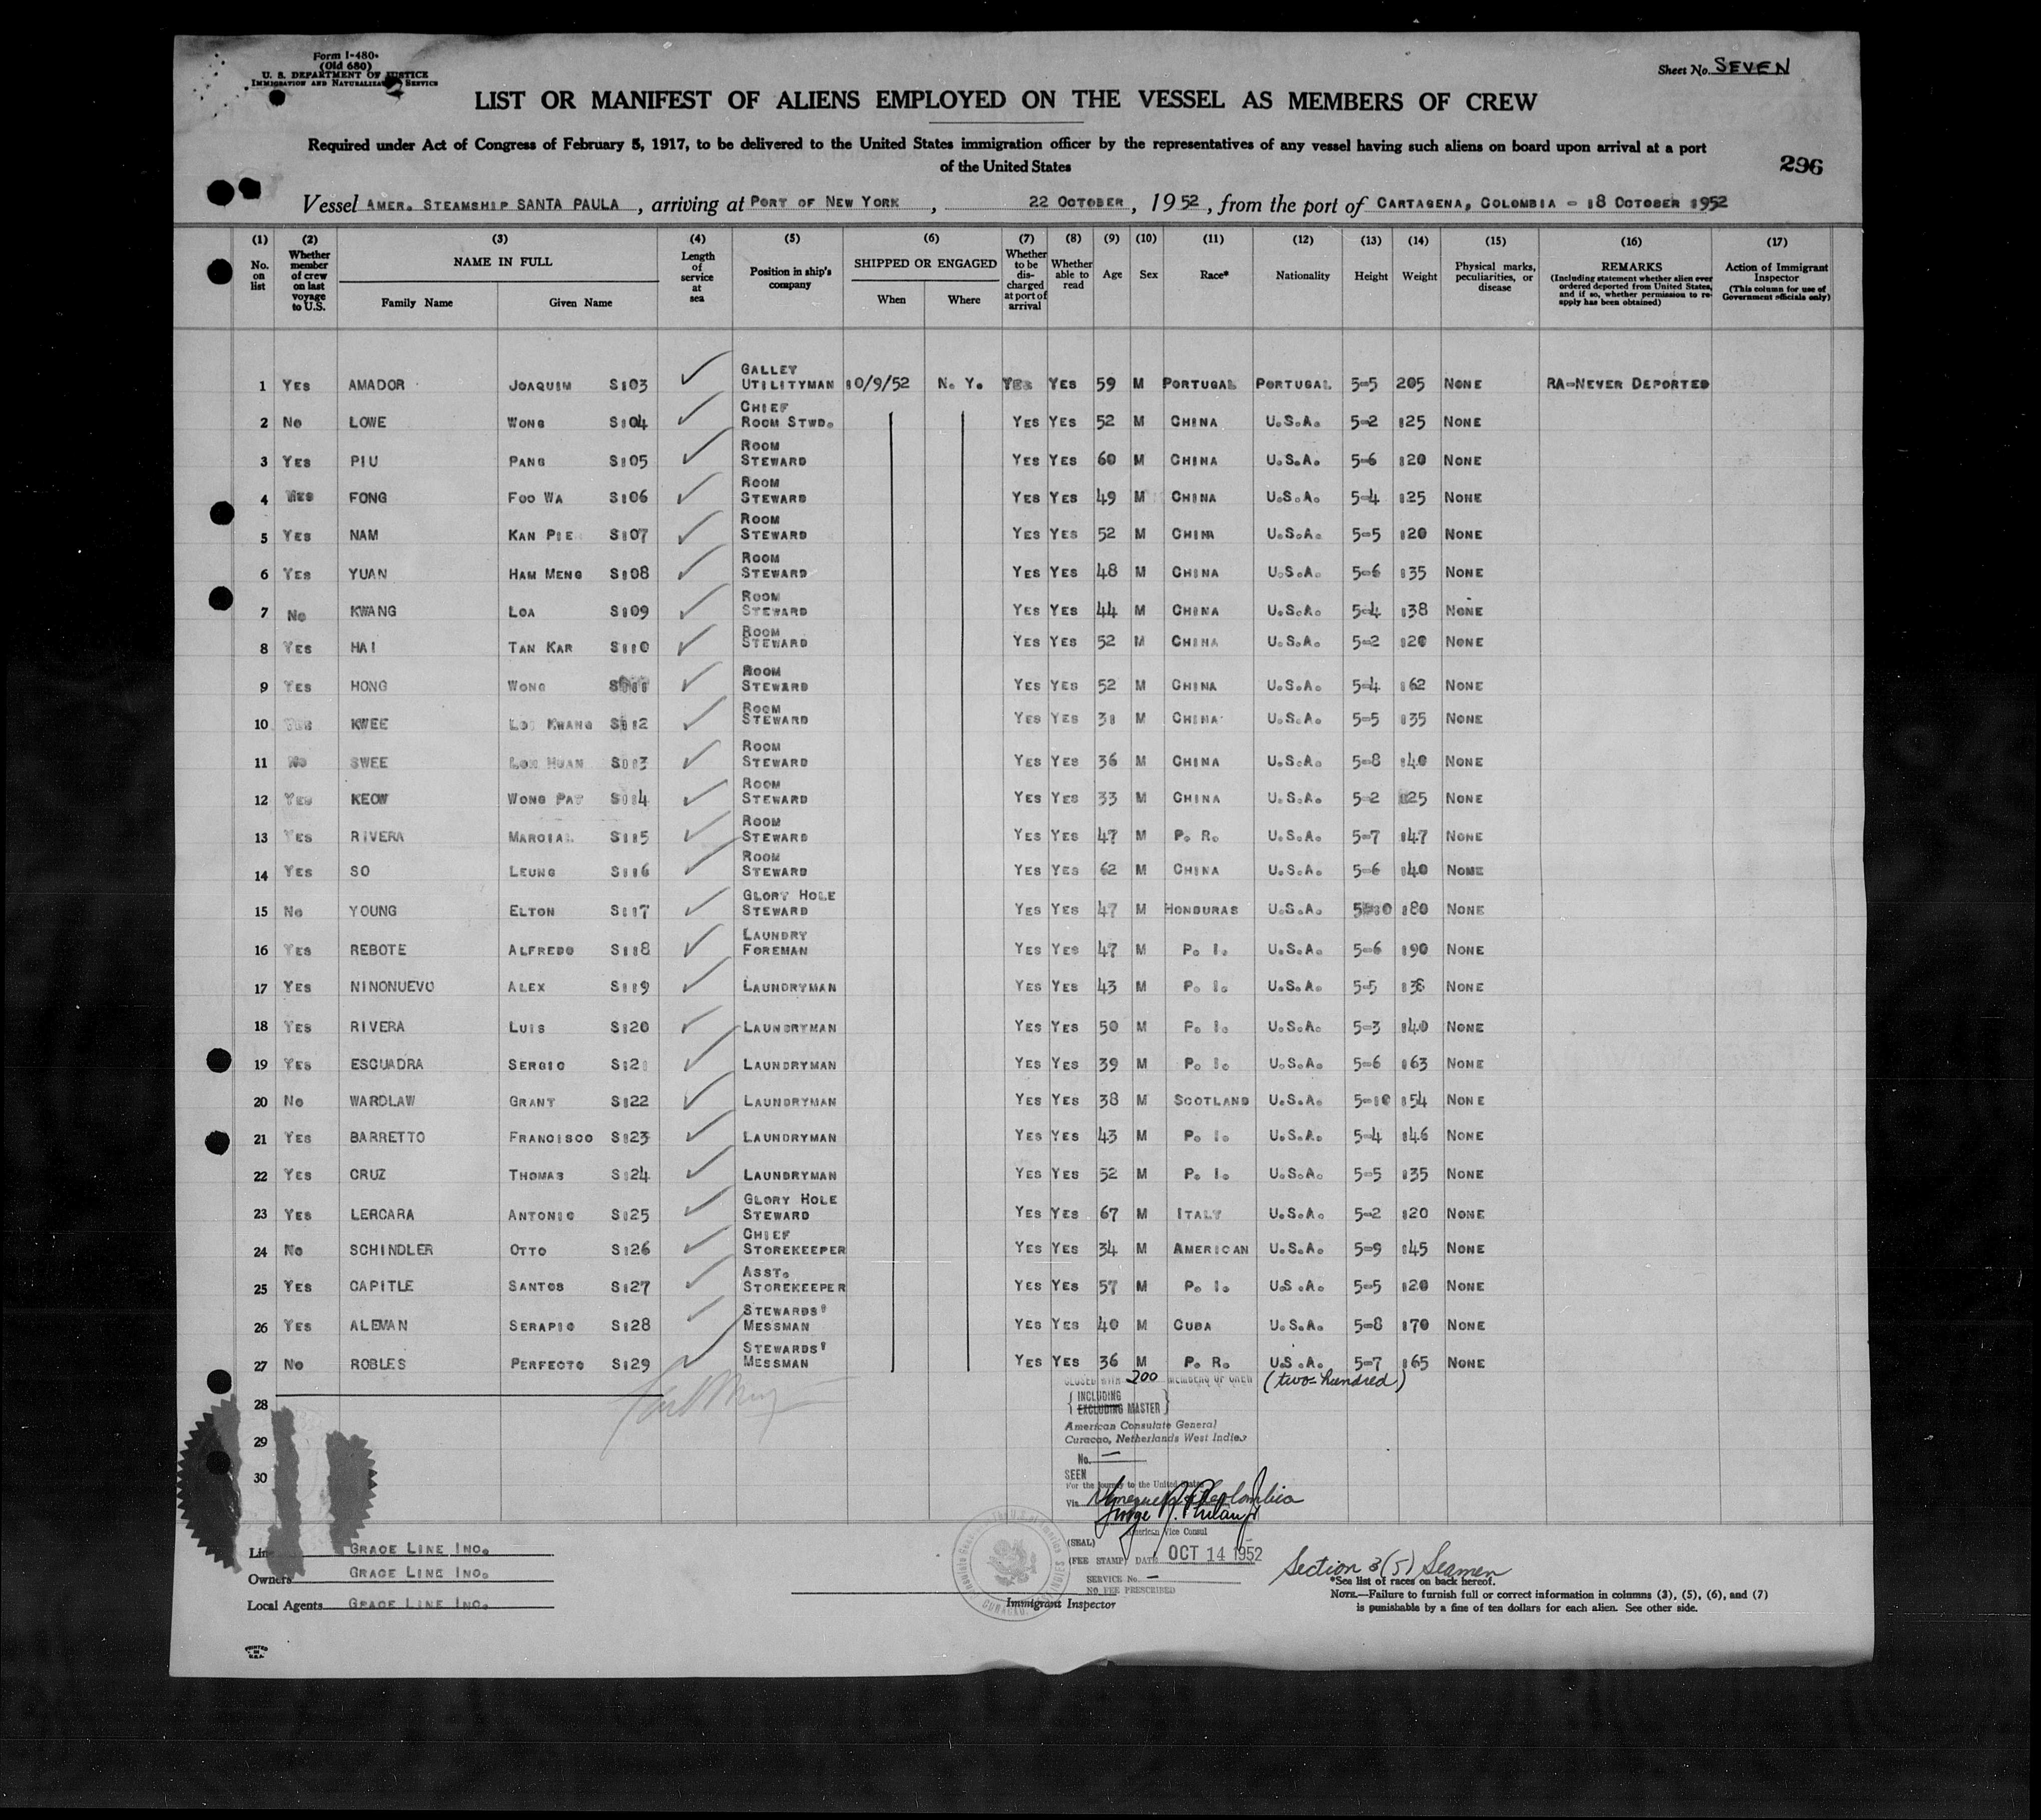 Form I-480
(Old 680)
U. S. DEPARTMENT OF JUSTICE
IMMIGRATION AND NATURALIZATION SERVICE
Sheet No. SEVEN
LIST OR MANIFEST OF ALIENS EMPLOYED ON THE VESSEL AS MEMBERS OF CREW
Required under Act of Congress of February 5, 1917, to be delivered to the United States immigration officer by the representatives of any vessel having such aliens on board upon arrival at a port
of the United States
296
Vessel AMER. STEAMSHIP SANTA PAULA, arriving at PORT OF NEW YORK, 22 OCTOBER, 1952, from the port of CARTAGENA, COLOMBIA - 18 OCTOBER 1952
(1) No. on list
(2) Whether member of crew on last voyage to U.S.
(3) NAME IN FULL Family Name Given Name
(4) Length of service at sea
(5) Position in ship's company
(6) SHIPPED OR ENGAGED When Where
(7) Whether to be discharged at port of arrival
(8) Whether able to read
(9) Age
(10) Sex
(11) Race*
(12) Nationality
(13) Height
(14) Weight
(15) Physical marks, peculiarities, or disease
(16) REMARKS (Including statement whether alien ever ordered deported from United States, and if so, whether permission to reapply has been obtained)
(17) Action of Immigrant Inspector (This column for use of Government officials only)
1 YES AMADOR JOAQUIM S103 GALLEY UTILITYMAN 10/9/52 N. Y. YES YES 59 M PORTUGAL PORTUGAL 5-5 205 NONE RA-NEVER DEPORTED
2 NO LOWE WONG S104 CHIEF ROOM STWD. YES YES 52 M CHINA U.S.A. 5-2 125 NONE
3 YES PIU PANG S105 ROOM STEWARD YES YES 60 M CHINA U.S.A. 5-6 120 NONE
4 YES FONG FOO WA S106 ROOM STEWARD YES YES 49 M CHINA U.S.A. 5-4 125 NONE
5 YES NAM KAN PIE S107 ROOM STEWARD YES YES 52 M CHINA U.S.A. 5-5 120 NONE
6 YES YUAN HAM MENG S108 ROOM STEWARD YES YES 48 M CHINA U.S.A. 5-6 135 NONE
7 NO KWANG LOA S109 ROOM STEWARD YES YES 44 M CHINA U.S.A. 5-4 138 NONE
8 YES HAI TAN KAR S110 ROOM STEWARD YES YES 52 M CHINA U.S.A. 5-2 120 NONE
9 YES HONG WONG S111 ROOM STEWARD YES YES 52 M CHINA U.S.A. 5-4 162 NONE
10 YES KWEE KWANG S112 ROOM STEWARD YES YES 31 M CHINA U.S.A. 5-5 135 NONE
11 NO SWEE HUAN S113 ROOM STEWARD YES YES 36 M CHINA U.S.A. 5-8 140 NONE
12 YES KEOW WONG PAT S114 ROOM STEWARD YES YES 33 M CHINA U.S.A. 5-2 125 NONE
13 YES RIVERA MARCIAL S115 ROOM STEWARD YES YES 47 M P. R. U.S.A. 5-7 147 NONE
14 YES SO LEUNG S116 ROOM STEWARD YES YES 62 M CHINA U.S.A. 5-6 140 NONE
15 NO YOUNG ELTON S117 GLORY HOLE STEWARD YES YES 47 M HONDURAS U.S.A. 5-10 180 NONE
16 YES REBOTE ALFREDO S118 LAUNDRY FOREMAN YES YES 47 M P. I. U.S.A. 5-6 190 NONE
17 YES NINONUEVO ALEX S119 LAUNDRYMAN YES YES 43 M P. I. U.S.A. 5-5 NONE
18 YES RIVERA LUIS S120 LAUNDRYMAN YES YES 50 M P. I. U.S.A. 5-3 140 NONE
19 YES ESCUADRA SERGIO S121 LAUNDRYMAN YES YES 39 M P. I. U.S.A. 5-6 163 NONE
20 NO WARDLAW GRANT S122 LAUNDRYMAN YES YES 38 M SCOTLAND U.S.A. 5-10 154 NONE
21 YES BARRETTO FRANCISCO S123 LAUNDRYMAN YES YES 43 M P. I. U.S.A. 5-4 146 NONE
22 YES CRUZ THOMAS S124 LAUNDRYMAN YES YES 52 M P. I. U.S.A. 5-5 135 NONE
23 YES LERCARA ANTONIO S125 GLORY HOLE STEWARD YES YES 67 M ITALY U.S.A. 5-2 120 NONE
24 NO SCHINDLER OTTO S126 CHIEF STOREKEEPER YES YES 34 M AMERICAN U.S.A. 5-9 145 NONE
25 YES CAPITLE SANTOS S127 ASST. STOREKEEPER YES YES 57 M P. I. U.S.A. 5-5 120 NONE
26 YES ALEMAN SERAPIO S128 STEWARDS' MESSMAN YES YES 40 M CUBA U.S.A. 5-8 170 NONE
27 NO ROBLES PERFECTO S129 STEWARDS' MESSMAN YES YES 36 M P. R. U.S.A. 5-7 165 NONE
28
29
30
CLOSED WITH 200 MEMBERS OF CREW (two-hundred)
INCLUDING
EXCLUDING MASTER
American Consulate General
Curacao, Netherlands West Indies
No. —
SEEN
For the journey to the United States
Via Venezuela & Colombia
American Vice Consul
(SEAL)
(FEE STAMP) DATE OCT 14 1952
SERVICE No. —
NO FEE PRESCRIBED
Immigrant Inspector
Line GRACE LINE INC.
Owners GRACE LINE INC.
Local Agents GRACE LINE INC.
Section 3(5) Seamen
*See list of races on back hereof.
NOTE.—Failure to furnish full or correct information in columns (3), (5), (6), and (7)
is punishable by a fine of ten dollars for each alien. See other side.
PRINTED
IN
U.S.A.